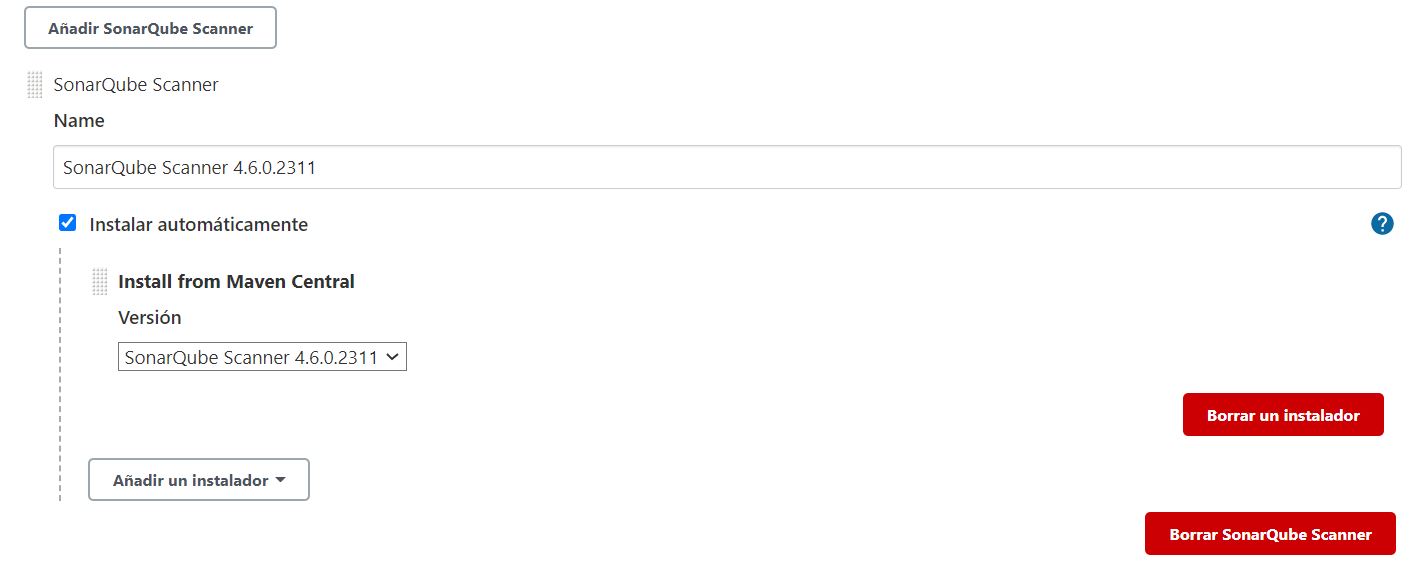 Añadir SonarQube Scanner
SonarQube Scanner
Name
SonarQube Scanner 4.6.0.2311
Instalar automáticamente
?
Install from Maven Central
Versión
SonarQube Scanner 4.6.0.2311
Borrar un instalador
Añadir un instalador
Borrar SonarQube Scanner